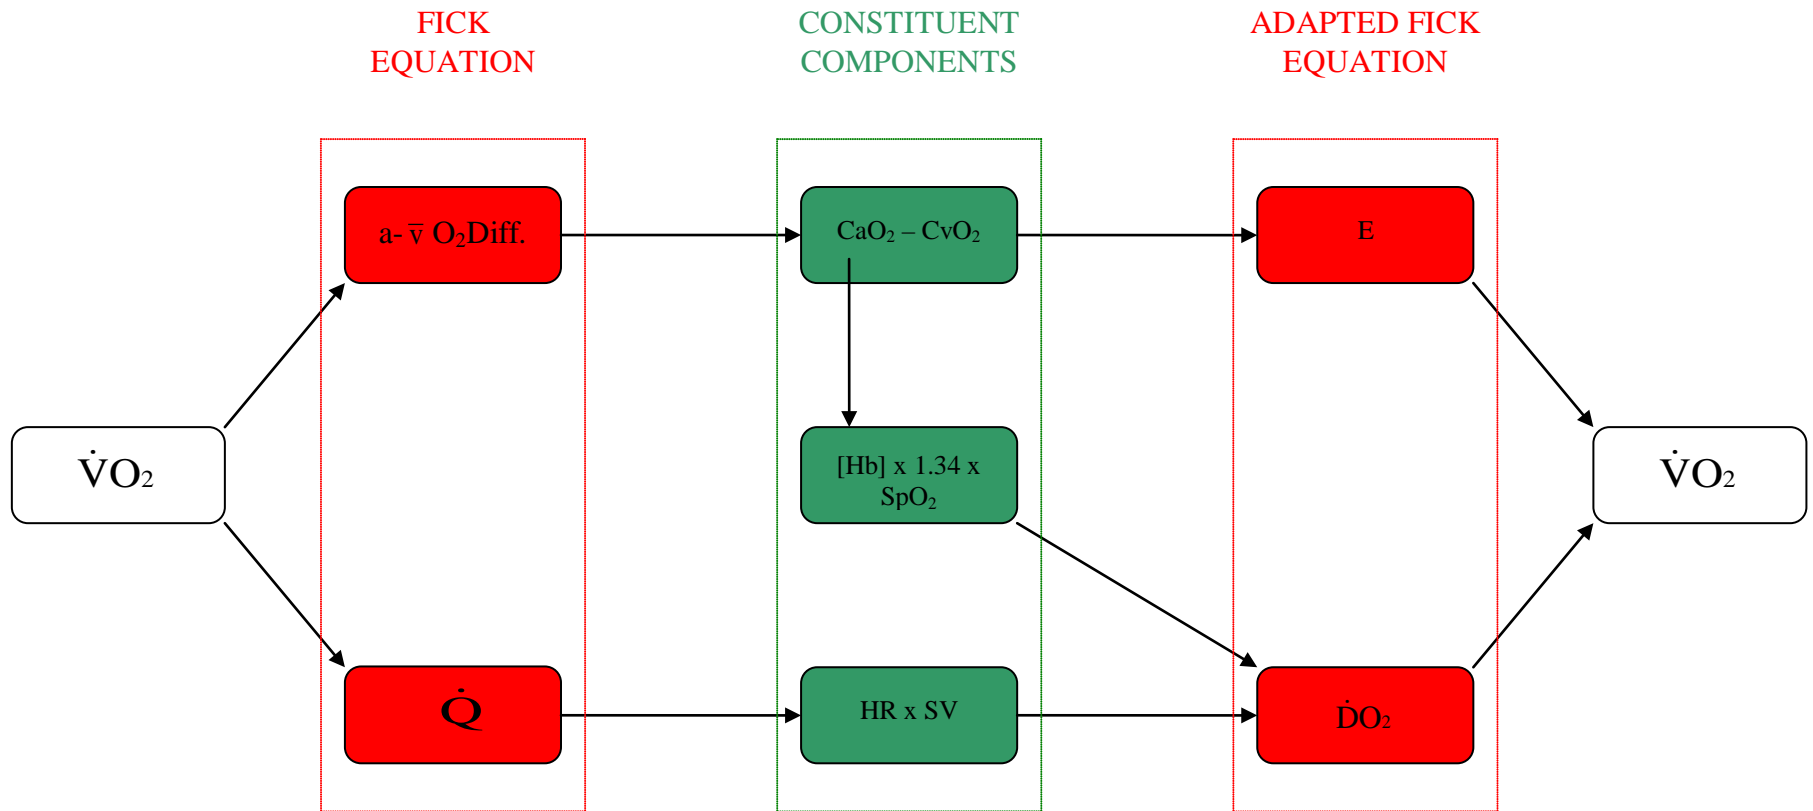 FICK
EQUATION
CONSTITUENT
COMPONENTS
ADAPTED FICK
EQUATION
a- v̅ O₂Diff.
CaO₂ – CvO₂
E
V̇O₂
[Hb] x 1.34 x
SpO₂
V̇O₂
Q̇
HR x SV
ḊO₂